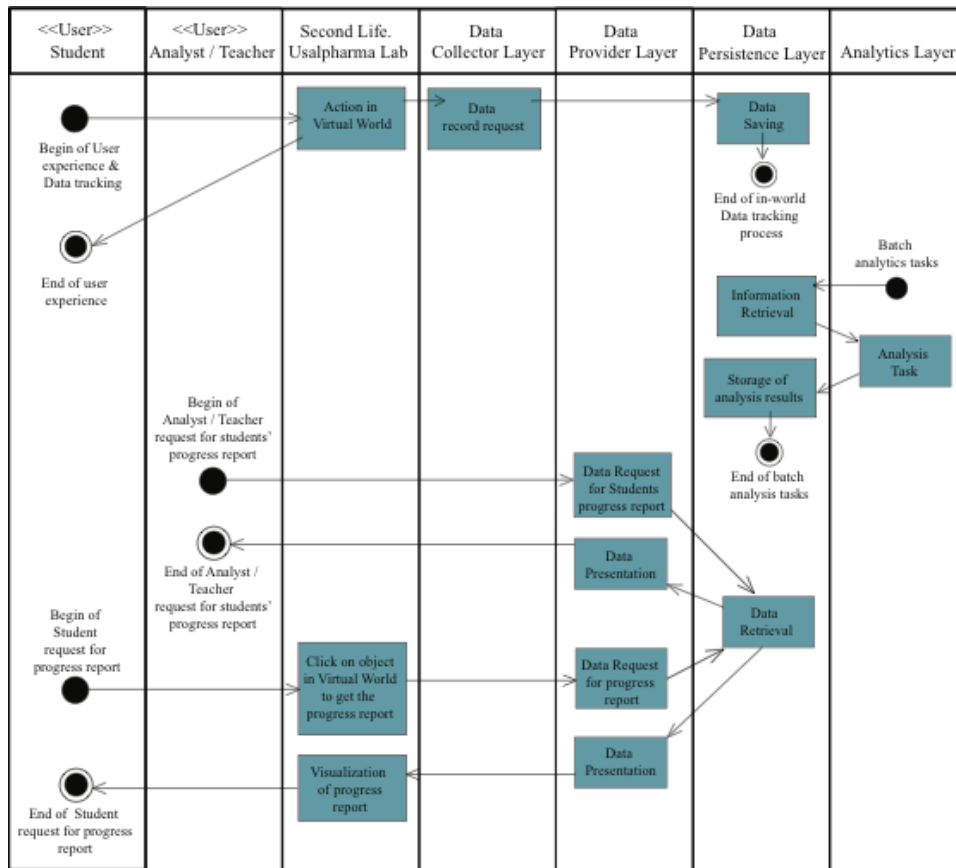 <<User>>
Student
<<User>>
Analyst / Teacher
Second Life.
Usalpharma Lab
Data
Collector Layer
Data
Provider Layer
Data
Persistence Layer
Analytics Layer
Begin of User
experience &
Data tracking
Action in
Virtual World
Data
record request
Data
Saving
End of in-world
Data tracking
process
End of user
experience
Batch
analytics tasks
Information
Retrieval
Analysis
Task
Storage of
analysis results
End of batch
analysis tasks
Begin of
Analyst / Teacher
request for students'
progress report
Data Request
for Students
progress report
Data
Presentation
End of Analyst /
Teacher
request for students'
progress report
Data
Retrieval
Begin of
Student
request for
progress report
Click on object
in Virtual World
to get the
progress report
Data Request
for progress
report
Data
Presentation
Visualization
of progress
report
End of Student
request for progress
report